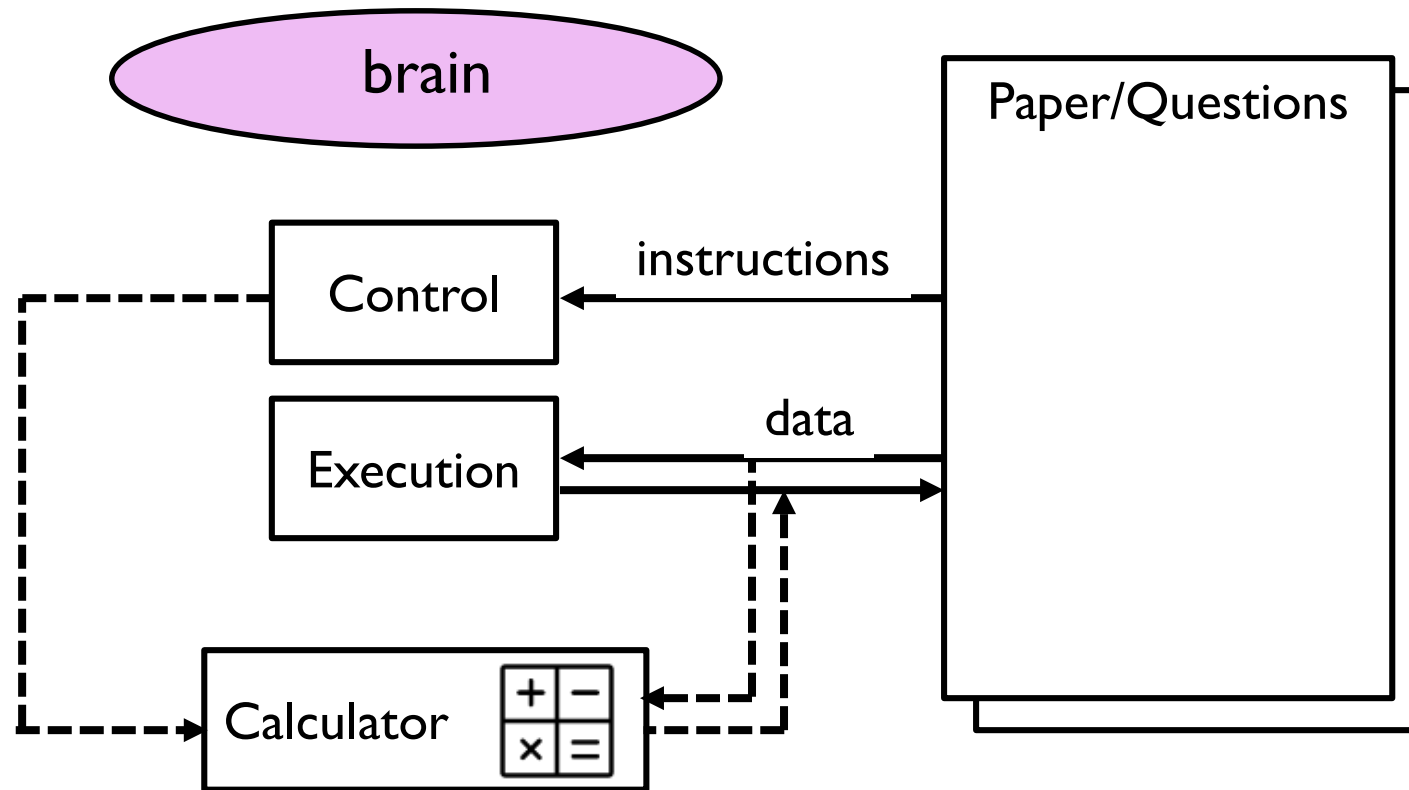 brain
Paper/Questions
instructions
Control
data
Execution
Calculator
+ −
× =